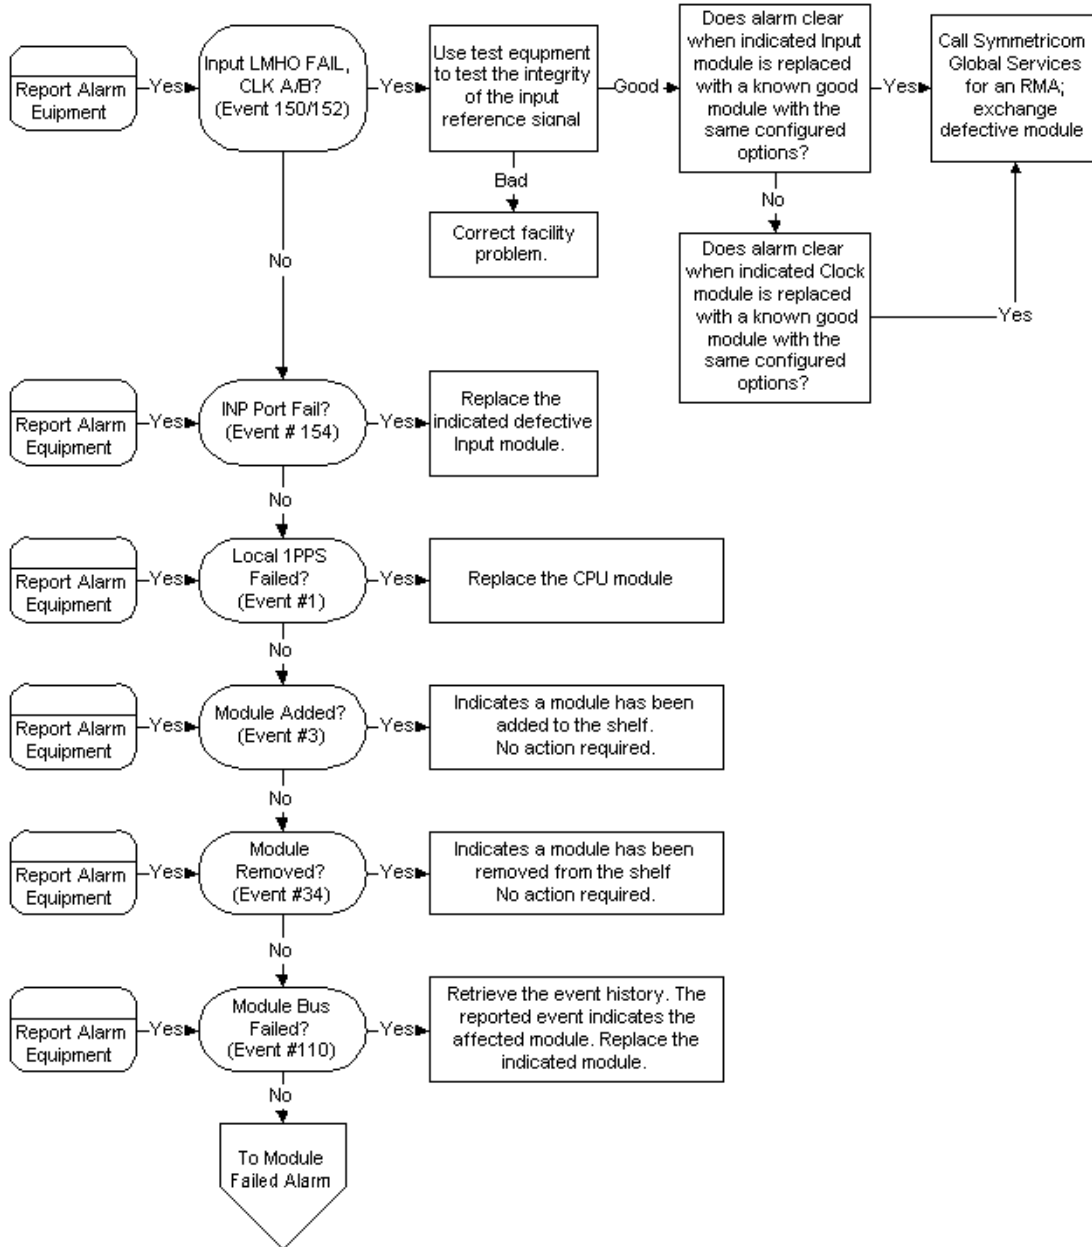 Report Alarm
Euipment
Yes
Input LMHO FAIL,
CLK A/B?
(Event 150/152)
Yes
Use test equpment
to test the integrity
of the input
reference signal
Good
Does alarm clear
when indicated Input
module is replaced
with a known good
module with the
same configured
options?
Yes
Call Symmetricom
Global Services
for an RMA;
exchange
defective module
Bad
Correct facility
problem.
No
Does alarm clear
when indicated Clock
module is replaced
with a known good
module with the
same configured
options?
Yes
No
Report Alarm
Equipment
Yes
INP Port Fail?
(Event # 154)
Yes
Replace the
indicated defective
Input module.
No
Report Alarm
Equipment
Yes
Local 1PPS
Failed?
(Event #1)
Yes
Replace the CPU module
No
Report Alarm
Equipment
Yes
Module Added?
(Event #3)
Yes
Indicates a module has been
added to the shelf.
No action required.
No
Report Alarm
Equipment
Yes
Module
Removed?
(Event #34)
Yes
Indicates a module has been
removed from the shelf
No action required.
No
Report Alarm
Equipment
Yes
Module Bus
Failed?
(Event #110)
Yes
Retrieve the event history. The
reported event indicates the
affected module. Replace the
indicated module.
No
To Module
Failed Alarm